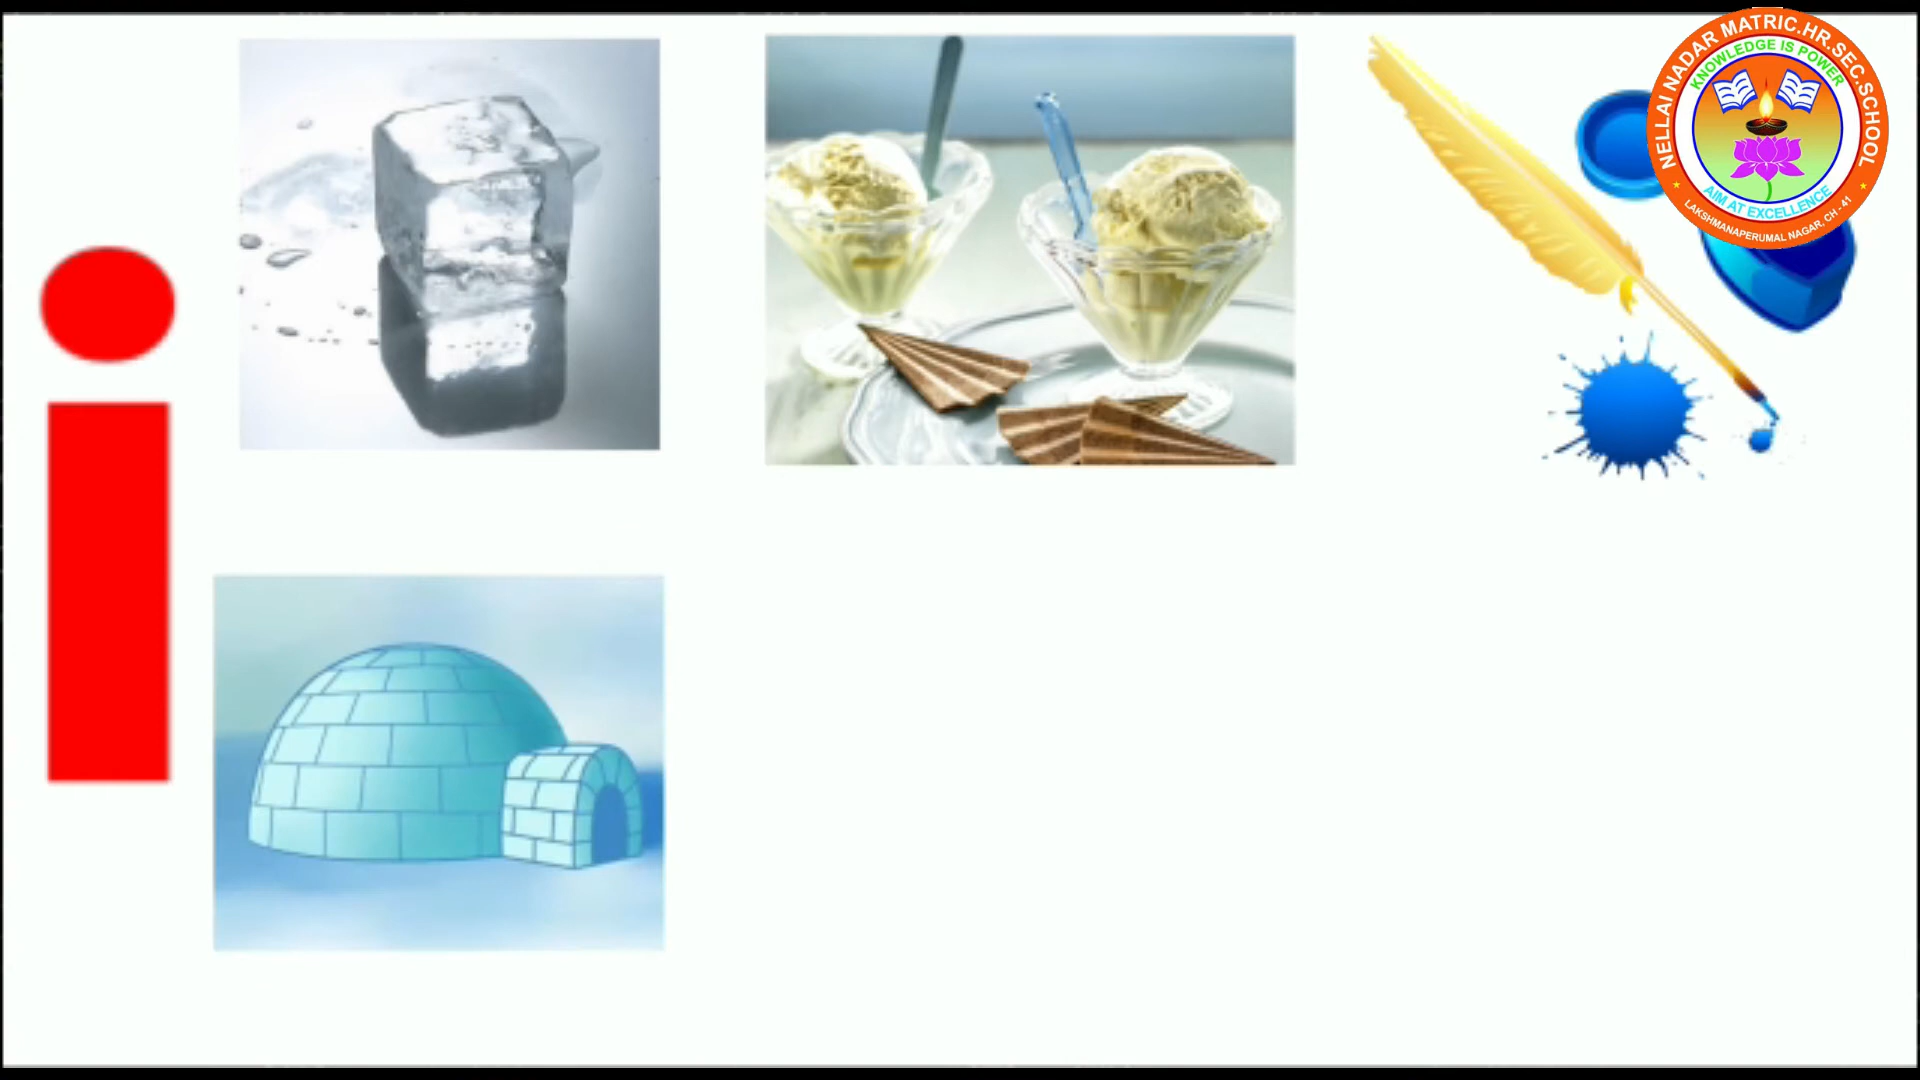 i
NELLAI NADAR MATRIC.HR.SEC.SCHOOL
KNOWLEDGE IS POWER
AIM AT EXCELLENCE
LAKSHMANAPERUMAL NAGAR, CH - 41